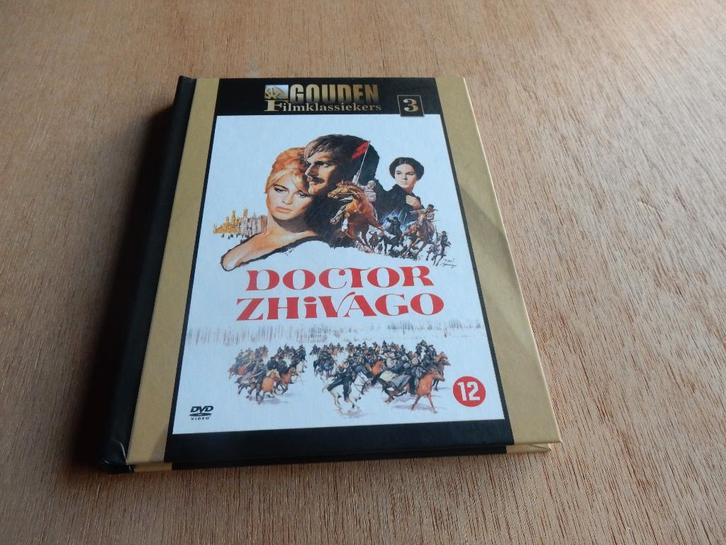 GOUDEN
Filmklassiekers 3
DOCTOR
ZHiVAGO
12
DVD
VIDEO